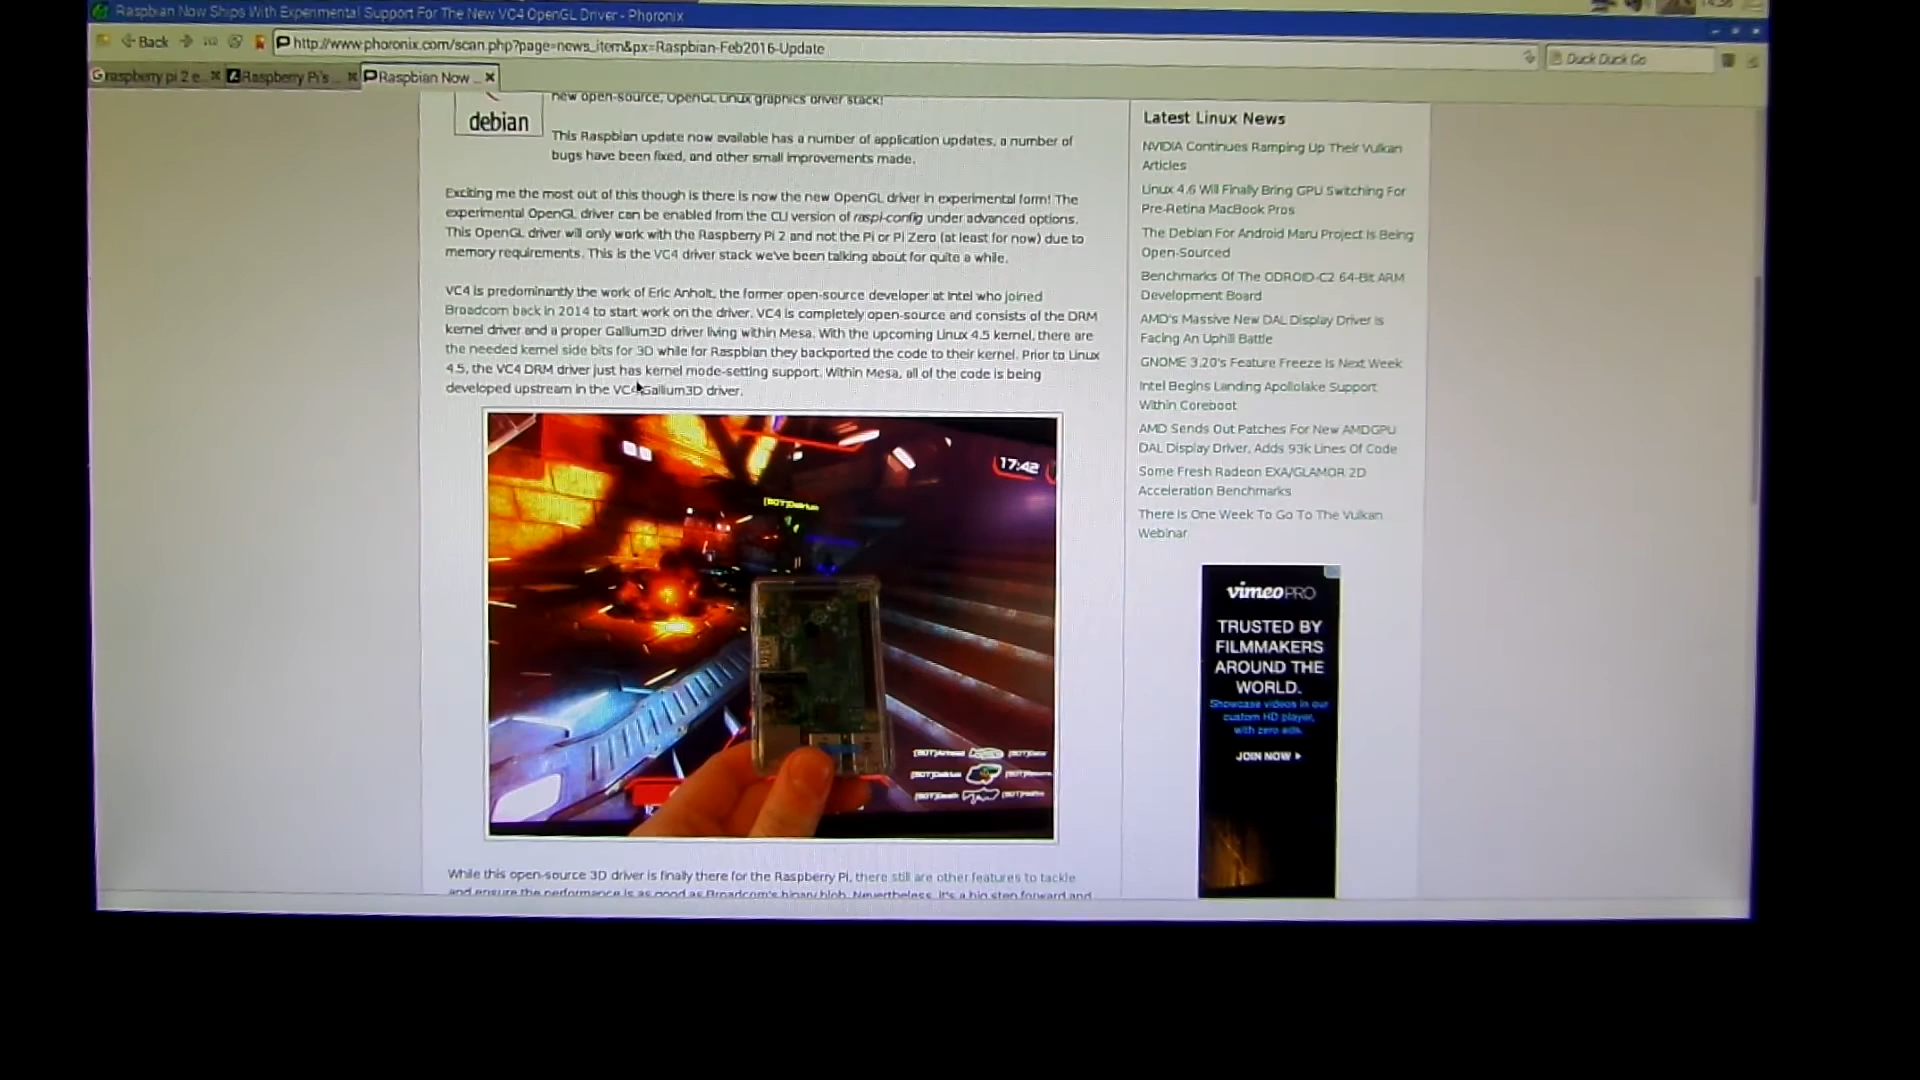 Raspbian Now Ships With Experimental Support For The New VC4 OpenGL Driver - Phoronix
Back
http://www.phoronix.com/scan.php?page=news_item&px=Raspbian-Feb2016-Update
Duck Duck Go
raspberry pi 2 e...
Raspberry Pi's ...
Raspbian Now ...
debian
new open-source, OpenGL Linux graphics driver stack!
This Raspbian update now available has a number of application updates, a number of
bugs have been fixed, and other small improvements made.
Exciting me the most out of this though is there is now the new OpenGL driver in experimental form! The
experimental OpenGL driver can be enabled from the CLI version of raspi-config under advanced options.
This OpenGL driver will only work with the Raspberry Pi 2 and not the Pi or Pi Zero (at least for now) due to
memory requirements. This is the VC4 driver stack we've been talking about for quite a while.
VC4 is predominantly the work of Eric Anholt, the former open-source developer at Intel who joined
Broadcom back in 2014 to start work on the driver. VC4 is completely open-source and consists of the DRM
kernel driver and a proper Gallium3D driver living within Mesa. With the upcoming Linux 4.5 kernel, there are
the needed kernel side bits for 3D while for Raspbian they backported the code to their kernel. Prior to Linux
4.5, the VC4 DRM driver just has kernel mode-setting support. Within Mesa, all of the code is being
developed upstream in the VC4 Gallium3D driver.
17:42
While this open-source 3D driver is finally there for the Raspberry Pi, there still are other features to tackle
and ensure the performance is as good as Broadcom's binary blob. Nevertheless, it's a big step forward and
Latest Linux News
NVIDIA Continues Ramping Up Their Vulkan
Articles
Linux 4.6 Will Finally Bring GPU Switching For
Pre-Retina MacBook Pros
The Debian For Android Maru Project Is Being
Open-Sourced
Benchmarks Of The ODROID-C2 64-Bit ARM
Development Board
AMD's Massive New DAL Display Driver Is
Facing An Uphill Battle
GNOME 3.20's Feature Freeze Is Next Week
Intel Begins Landing Apollolake Support
Within Coreboot
AMD Sends Out Patches For New AMDGPU
DAL Display Driver, Adds 93k Lines Of Code
Some Fresh Radeon EXA/GLAMOR 2D
Acceleration Benchmarks
There Is One Week To Go To The Vulkan
Webinar
vimeo PRO
TRUSTED BY
FILMMAKERS
AROUND THE
WORLD.
Showcase videos in our
custom HD player,
with zero ads.
JOIN NOW